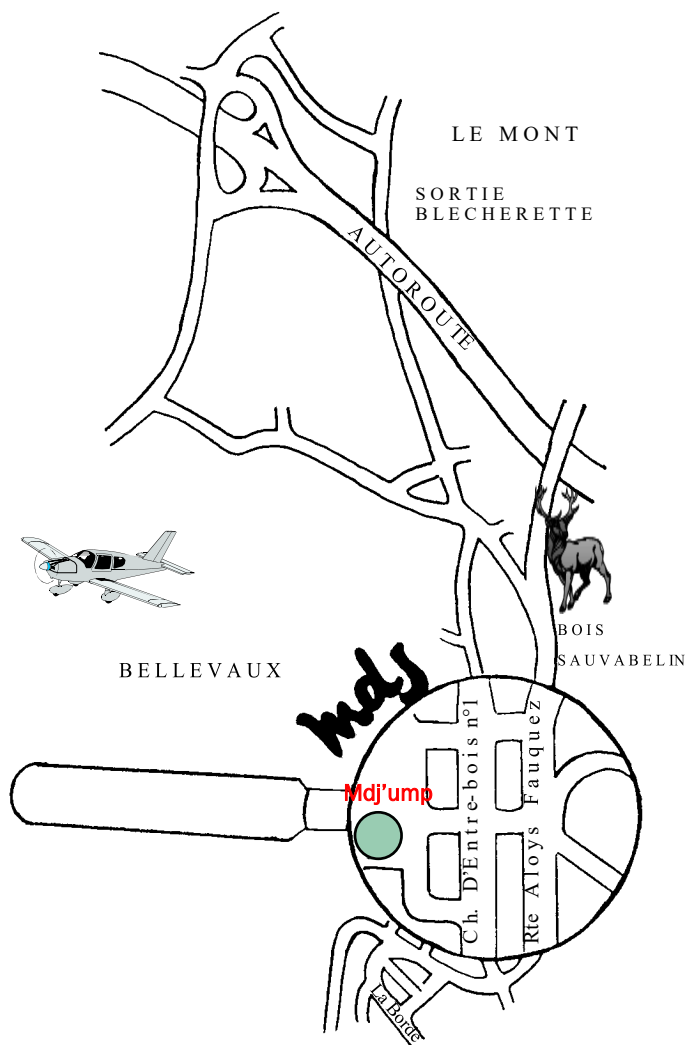 LE MONT
SORTIE
BLECHERETTE
AUTOROUTE
BOIS
SAUVABELIN
BELLEVAUX
mds
Mdj'ump
Ch. D'Entre-bois n°1
Rte Aloys Fauquez
La Borde